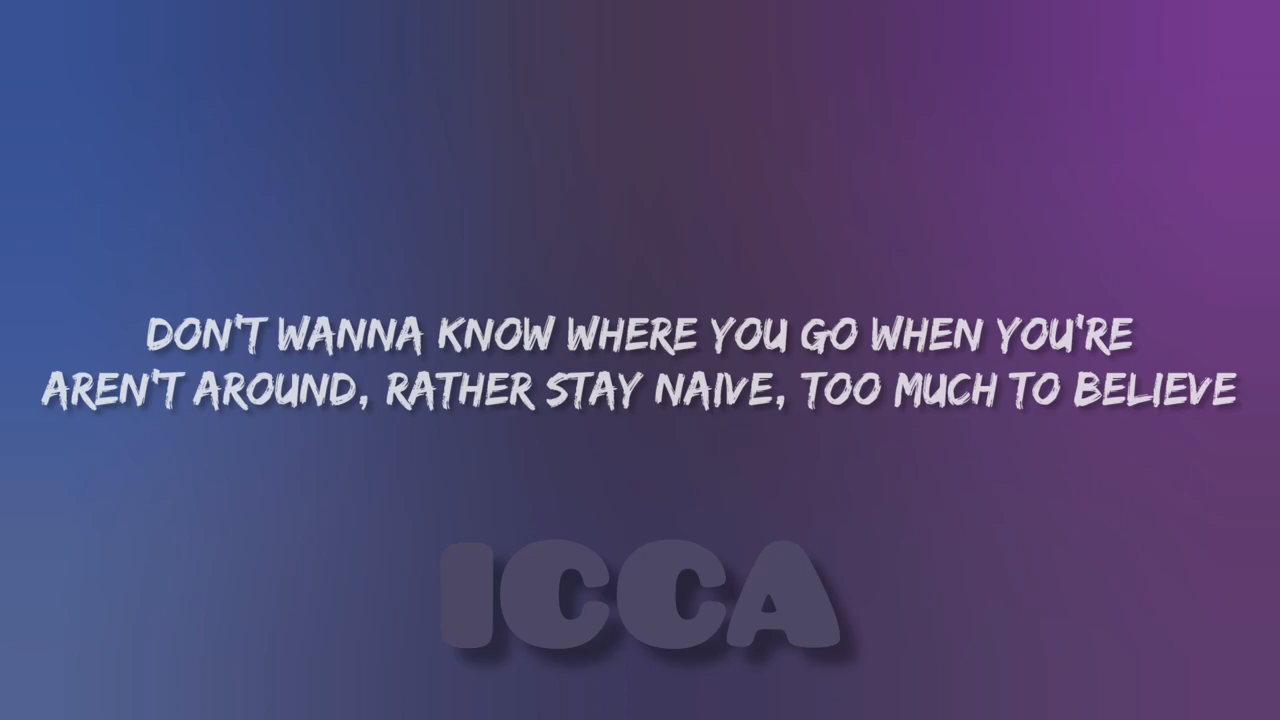 DON'T WANNA KNOW WHERE YOU GO WHEN YOU'RE
AREN'T AROUND, RATHER STAY NAIVE, TOO MUCH TO BELIEVE
ICCA